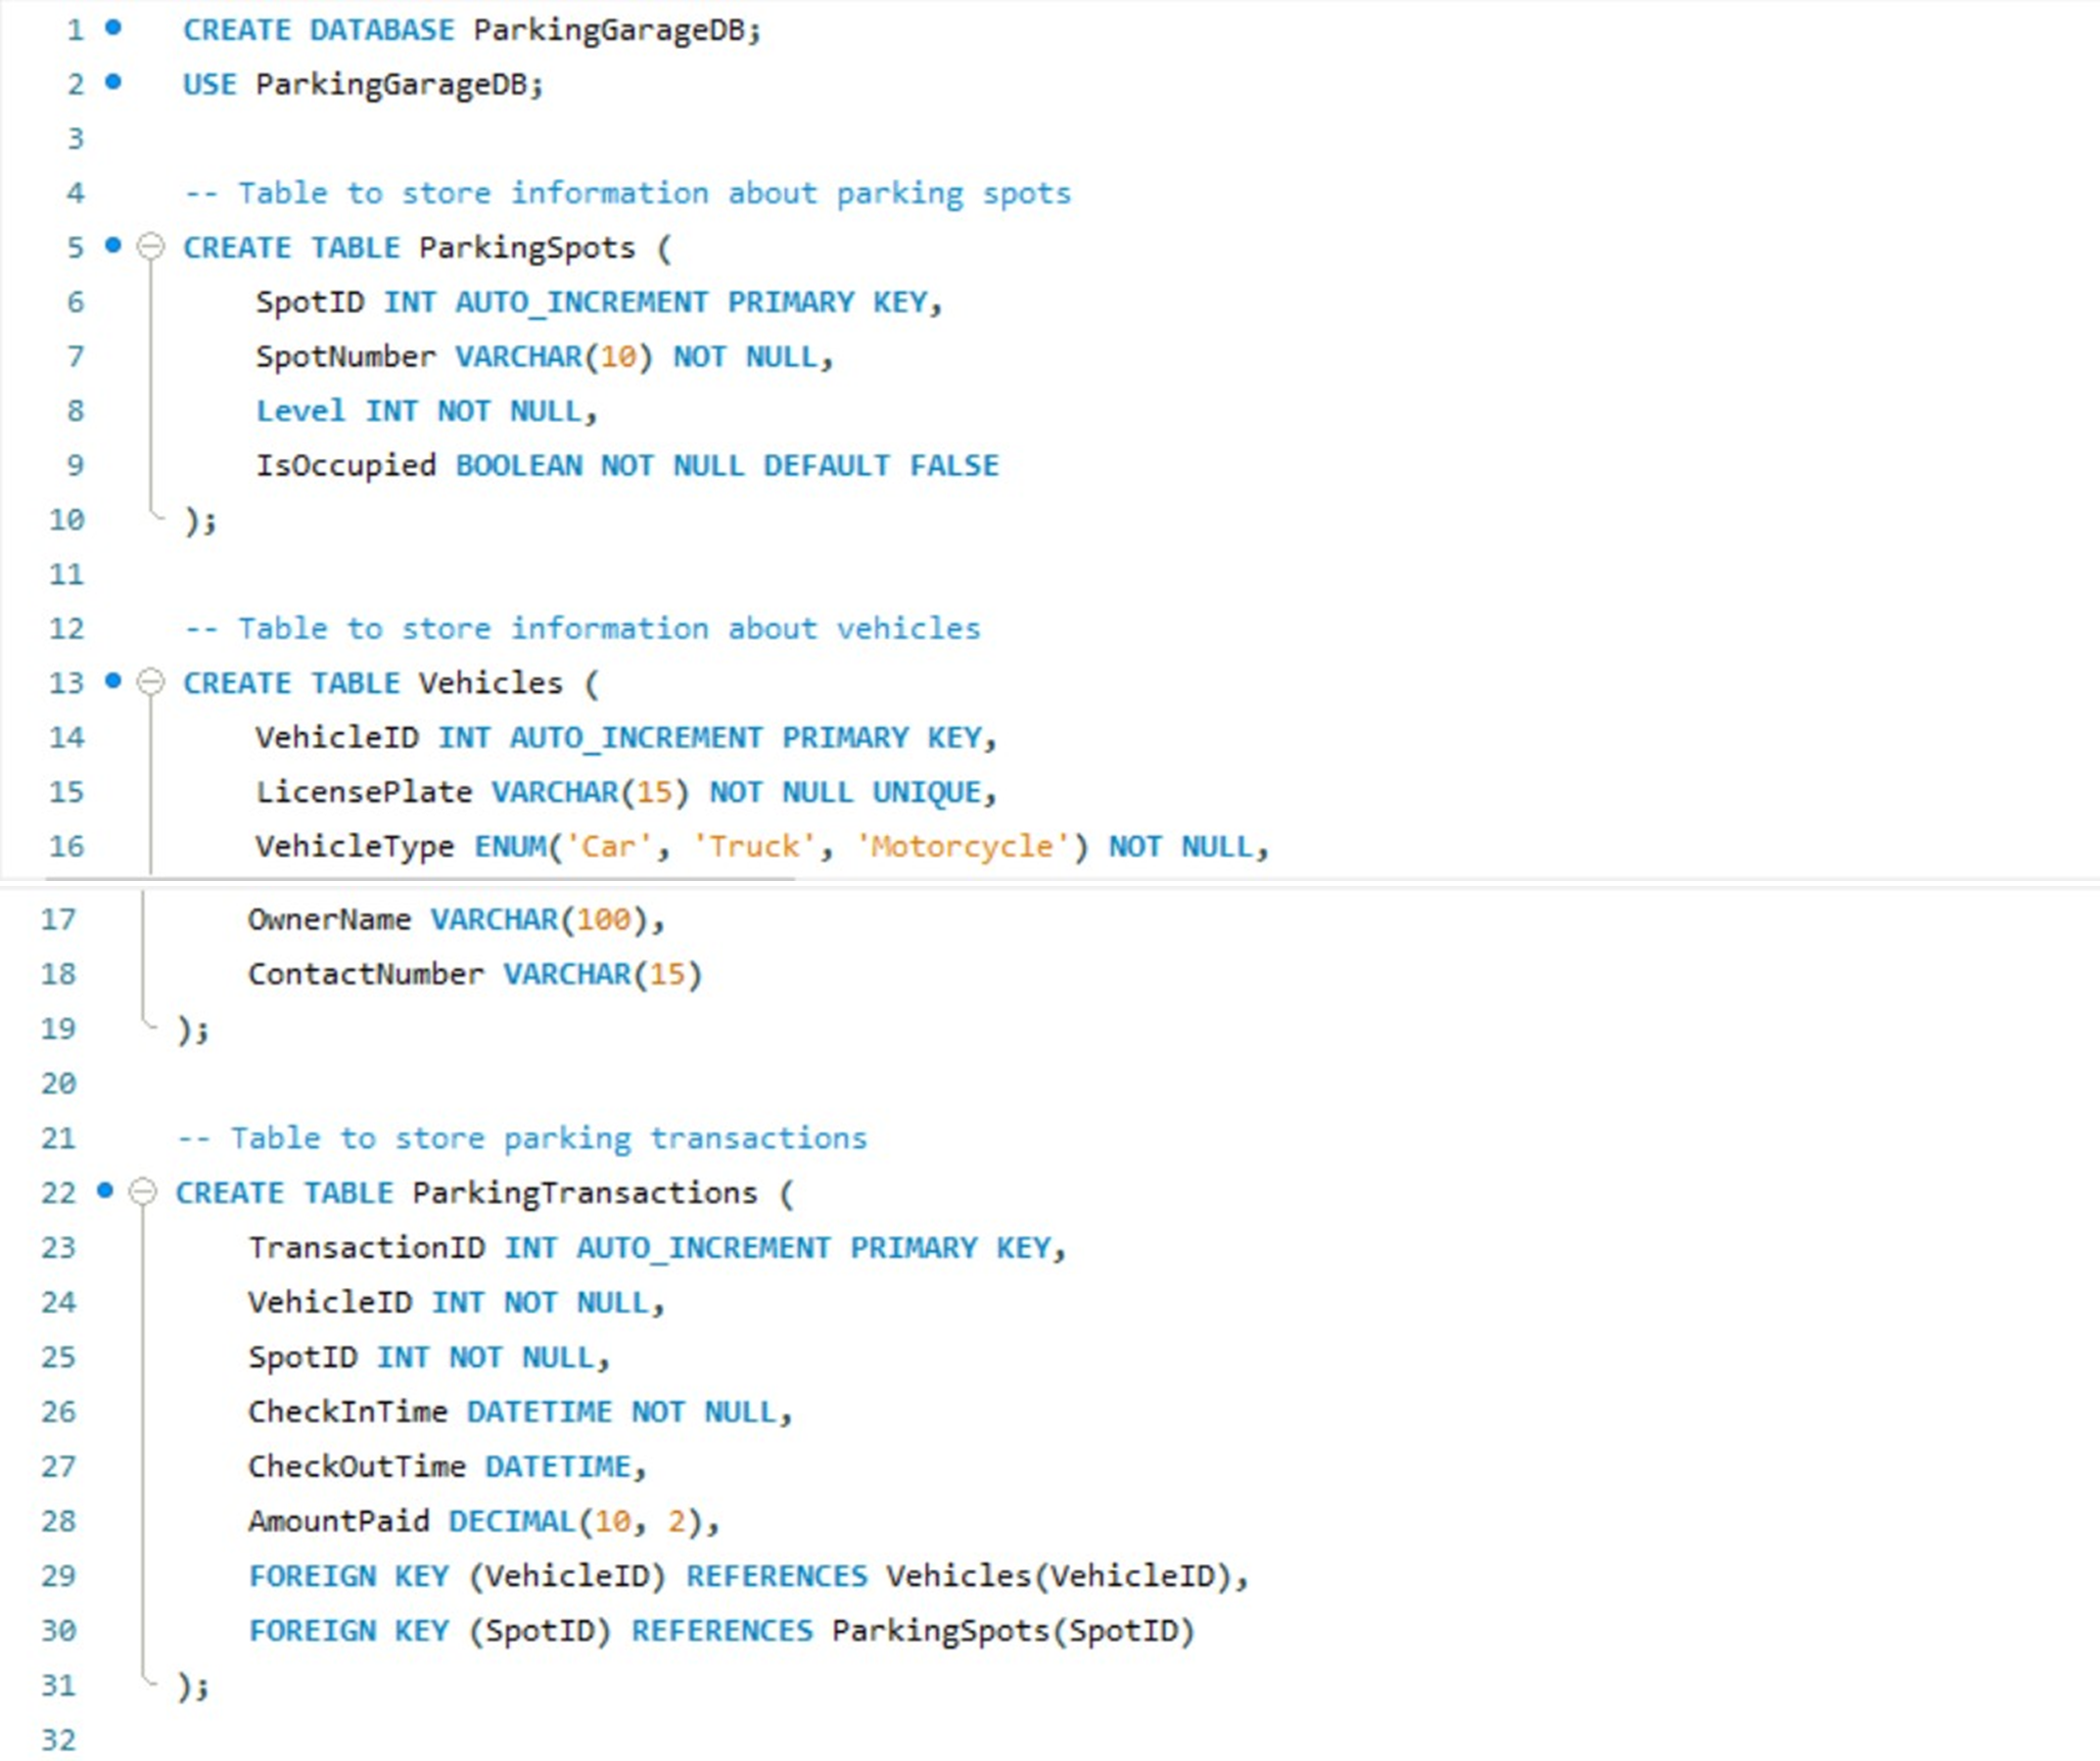 1 CREATE DATABASE ParkingGarageDB;
2 USE ParkingGarageDB;
3
4 -- Table to store information about parking spots
5 CREATE TABLE ParkingSpots (
6 SpotID INT AUTO_INCREMENT PRIMARY KEY,
7 SpotNumber VARCHAR(10) NOT NULL,
8 Level INT NOT NULL,
9 IsOccupied BOOLEAN NOT NULL DEFAULT FALSE
10 );
11
12 -- Table to store information about vehicles
13 CREATE TABLE Vehicles (
14 VehicleID INT AUTO_INCREMENT PRIMARY KEY,
15 LicensePlate VARCHAR(15) NOT NULL UNIQUE,
16 VehicleType ENUM('Car', 'Truck', 'Motorcycle') NOT NULL,
17 OwnerName VARCHAR(100),
18 ContactNumber VARCHAR(15)
19 );
20
21 -- Table to store parking transactions
22 CREATE TABLE ParkingTransactions (
23 TransactionID INT AUTO_INCREMENT PRIMARY KEY,
24 VehicleID INT NOT NULL,
25 SpotID INT NOT NULL,
26 CheckInTime DATETIME NOT NULL,
27 CheckOutTime DATETIME,
28 AmountPaid DECIMAL(10, 2),
29 FOREIGN KEY (VehicleID) REFERENCES Vehicles(VehicleID),
30 FOREIGN KEY (SpotID) REFERENCES ParkingSpots(SpotID)
31 );
32